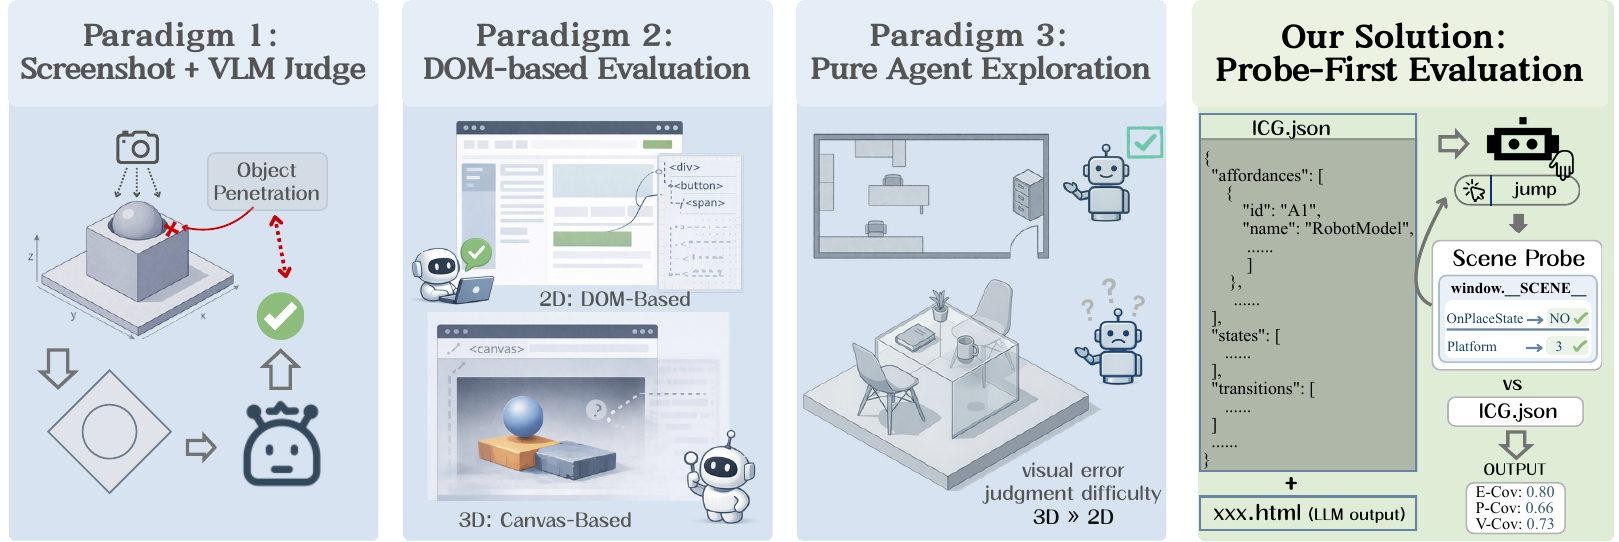 Paradigm 1:
Screenshot + VLM Judge
Object
Penetration
z
y
x
Paradigm 2:
DOM-based Evaluation
<div>
<button>
<span>
2D: DOM-Based
<canvas>
?
3D: Canvas-Based
Paradigm 3:
Pure Agent Exploration
? ? ?
visual error
judgment difficulty
3D » 2D
Our Solution:
Probe-First Evaluation
ICG.json
{
"affordances": [
{
"id": "A1",
"name": "RobotModel",
......
]
},
......
],
"states": [
......
],
"transitions": [
......
]
......
}
+
xxx.html (LLM output)
jump
Scene Probe
window.__SCENE__
OnPlaceState → NO ✓
Platform → 3 ✓
vs
ICG.json
OUTPUT
E-Cov: 0.80
P-Cov: 0.66
V-Cov: 0.73